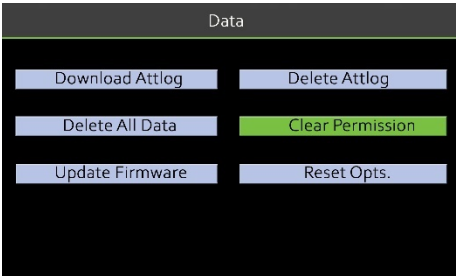 Data
Download Attlog
Delete Attlog
Delete All Data
Clear Permission
Update Firmware
Reset Opts.